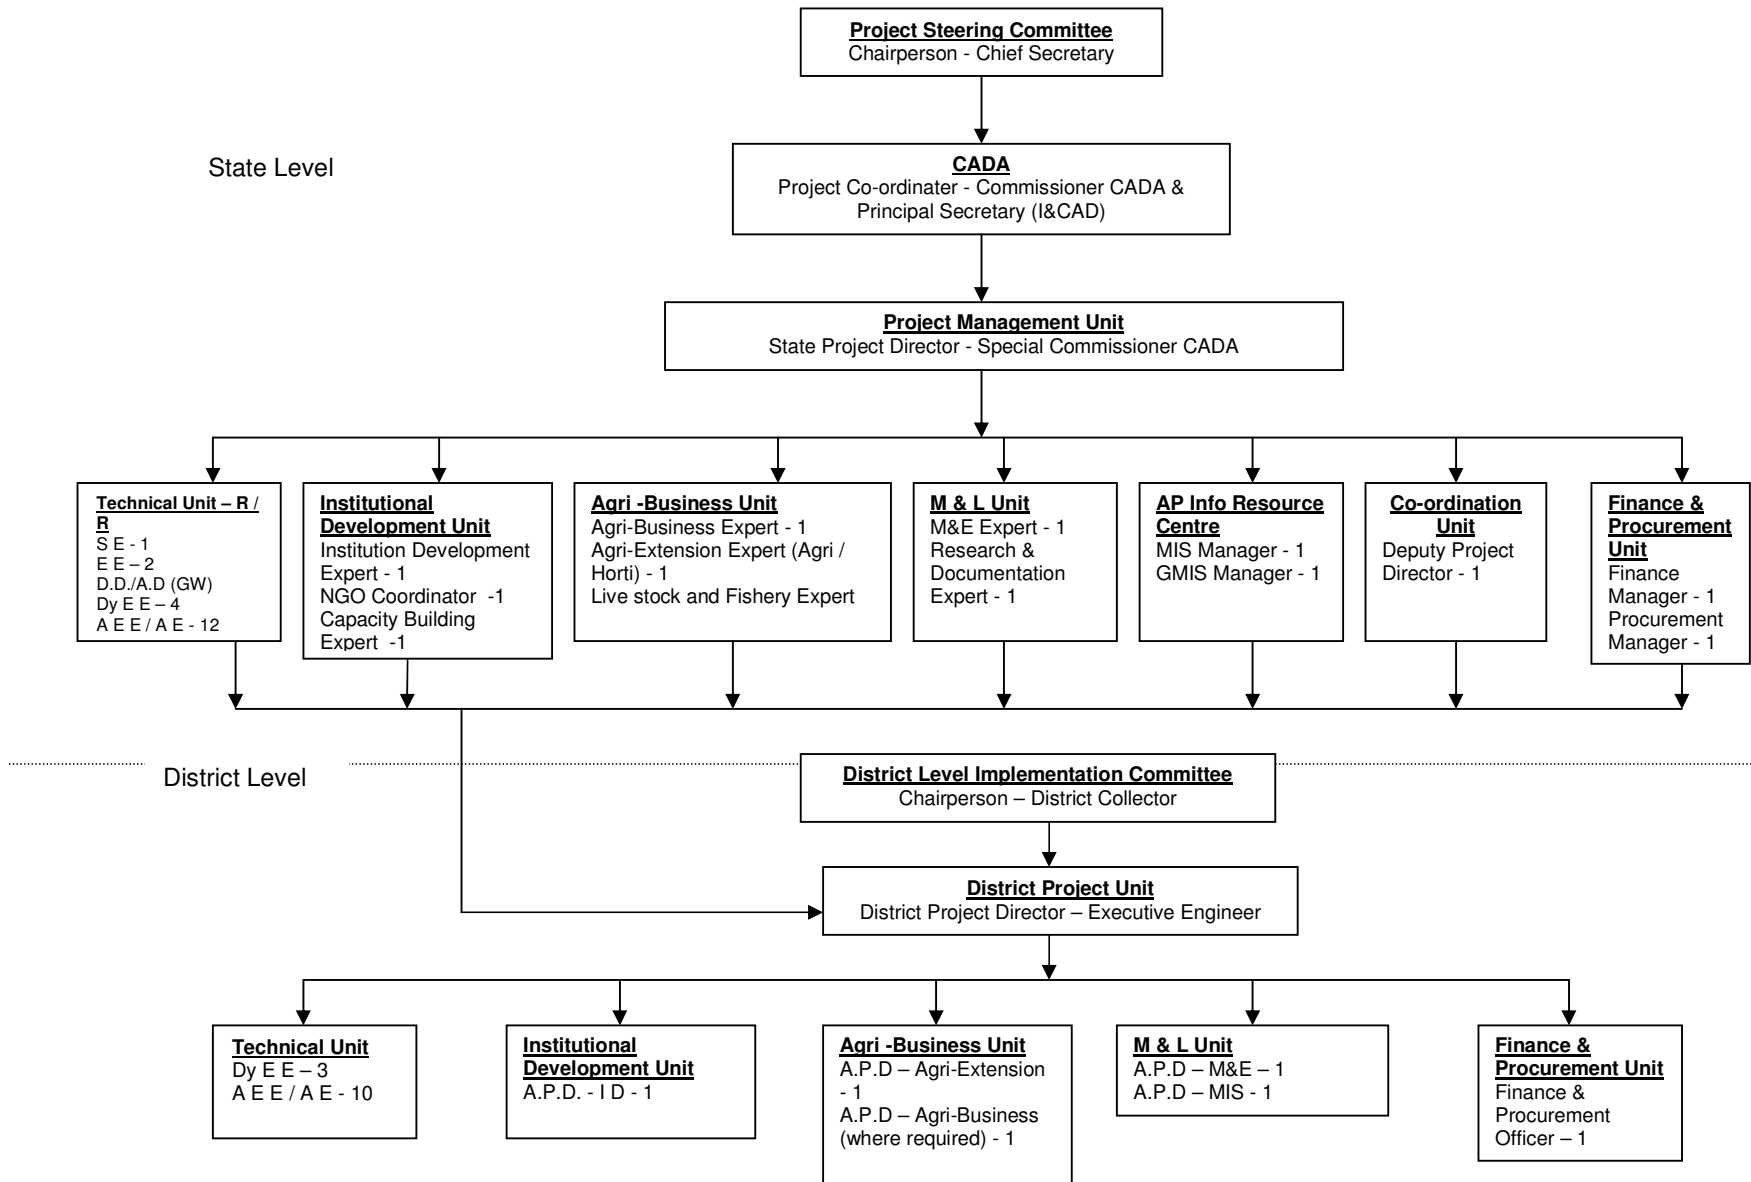 Project Steering Committee
Chairperson - Chief Secretary
State Level
CADA
Project Co-ordinater - Commissioner CADA &
Principal Secretary (I&CAD)
Project Management Unit
State Project Director - Special Commissioner CADA
Technical Unit – R /
R
S E - 1
E E – 2
D.D./A.D (GW)
Dy E E – 4
A E E / A E - 12
Institutional
Development Unit
Institution Development
Expert - 1
NGO Coordinator -1
Capacity Building
Expert -1
Agri -Business Unit
Agri-Business Expert - 1
Agri-Extension Expert (Agri /
Horti) - 1
Live stock and Fishery Expert
M & L Unit
M&E Expert - 1
Research &
Documentation
Expert - 1
AP Info Resource
Centre
MIS Manager - 1
GMIS Manager - 1
Co-ordination
Unit
Deputy Project
Director - 1
Finance &
Procurement
Unit
Finance
Manager - 1
Procurement
Manager - 1
District Level
District Level Implementation Committee
Chairperson – District Collector
District Project Unit
District Project Director – Executive Engineer
Technical Unit
Dy E E – 3
A E E / A E - 10
Institutional
Development Unit
A.P.D. - I D - 1
Agri -Business Unit
A.P.D – Agri-Extension
- 1
A.P.D – Agri-Business
(where required) - 1
M & L Unit
A.P.D – M&E – 1
A.P.D – MIS - 1
Finance &
Procurement Unit
Finance &
Procurement
Officer – 1